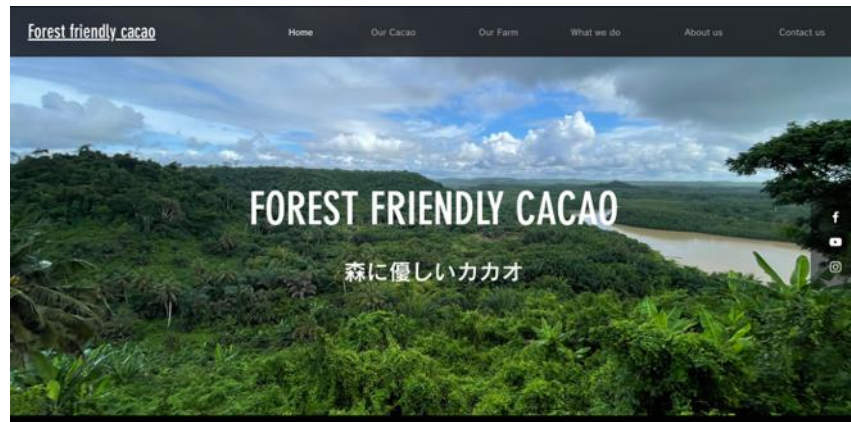 Forest friendly cacao
Home Our Cacao Our Farm What we do About us Contact us
FOREST FRIENDLY CACAO
森に優しいカカオ